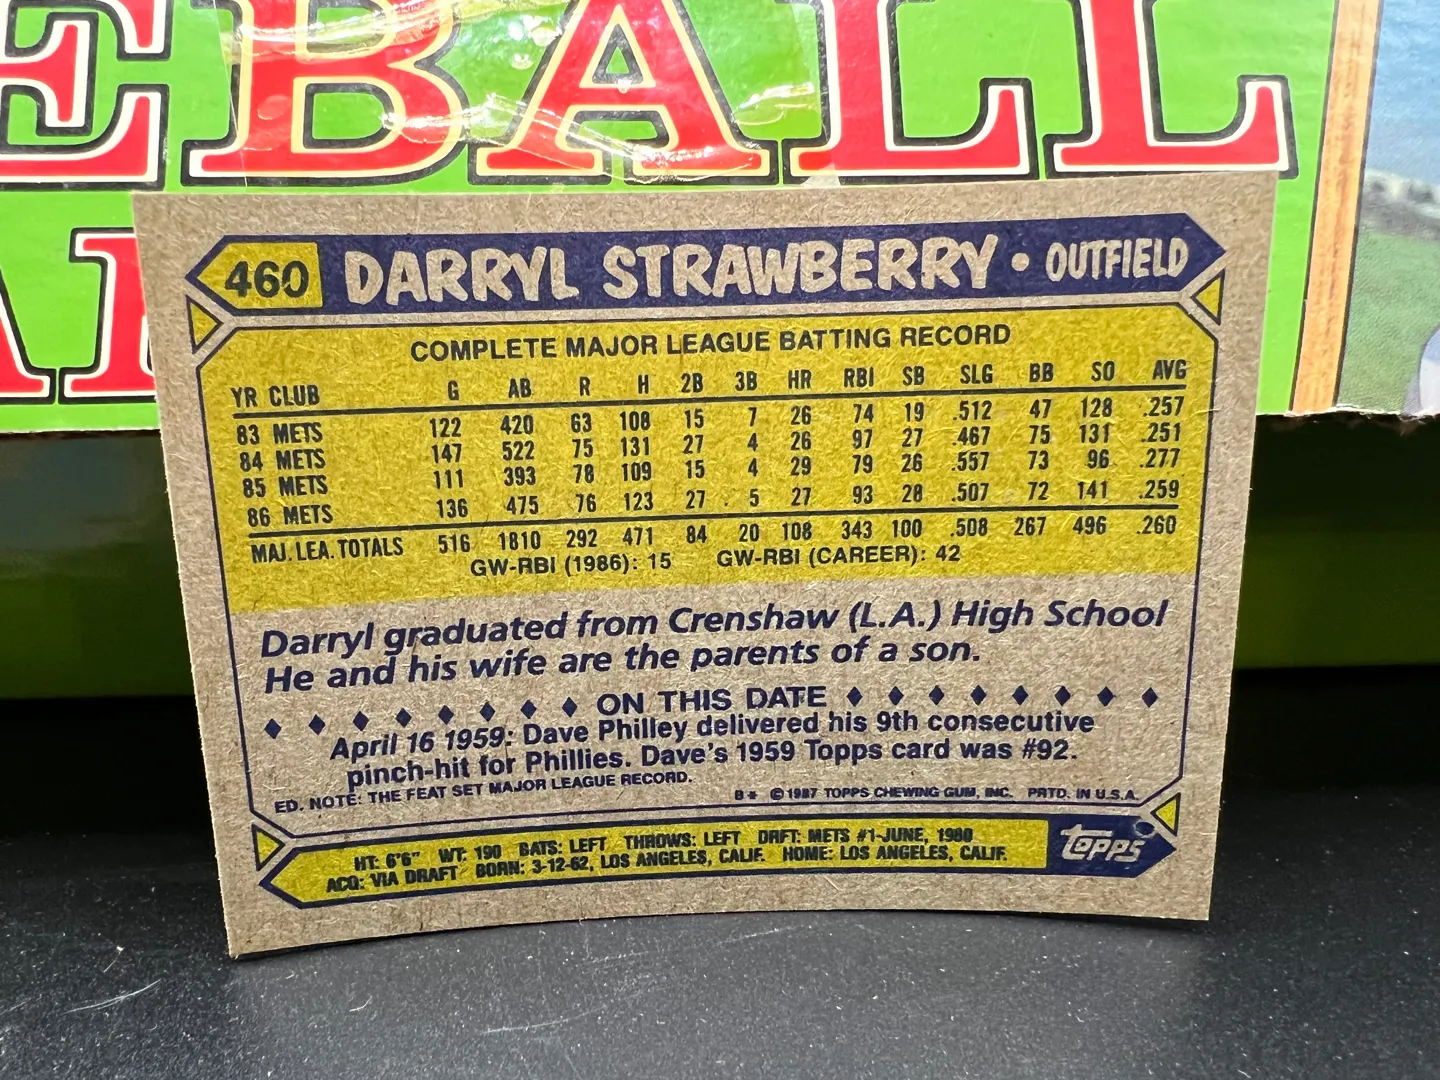 EBALL
460 DARRYL STRAWBERRY • OUTFIELD
COMPLETE MAJOR LEAGUE BATTING RECORD
YR CLUB G AB R H 2B 3B HR RBI SB SLG BB SO AVG
83 METS 122 420 63 108 15 7 26 74 19 .512 47 128 .257
84 METS 147 522 75 131 27 4 26 97 27 .467 75 131 .251
85 METS 111 393 78 109 15 4 29 79 26 .557 73 96 .277
86 METS 136 475 76 123 27 5 27 93 28 .507 72 141 .259
MAJ. LEA. TOTALS 516 1810 292 471 84 20 108 343 100 .508 267 496 .260
GW-RBI (1986): 15 GW-RBI (CAREER): 42
Darryl graduated from Crenshaw (L.A.) High School
He and his wife are the parents of a son.
ON THIS DATE
April 16 1959: Dave Philley delivered his 9th consecutive
pinch-hit for Phillies. Dave's 1959 Topps card was #92.
ED. NOTE: THE FEAT SET MAJOR LEAGUE RECORD.
B* © 1987 TOPPS CHEWING GUM, INC. PRTD. IN U.S.A.
HT: 6'6" WT: 190 BATS: LEFT THROWS: LEFT DRFT: METS #1-JUNE, 1980
ACQ: VIA DRAFT BORN: 3-12-62, LOS ANGELES, CALIF. HOME: LOS ANGELES, CALIF.
topps